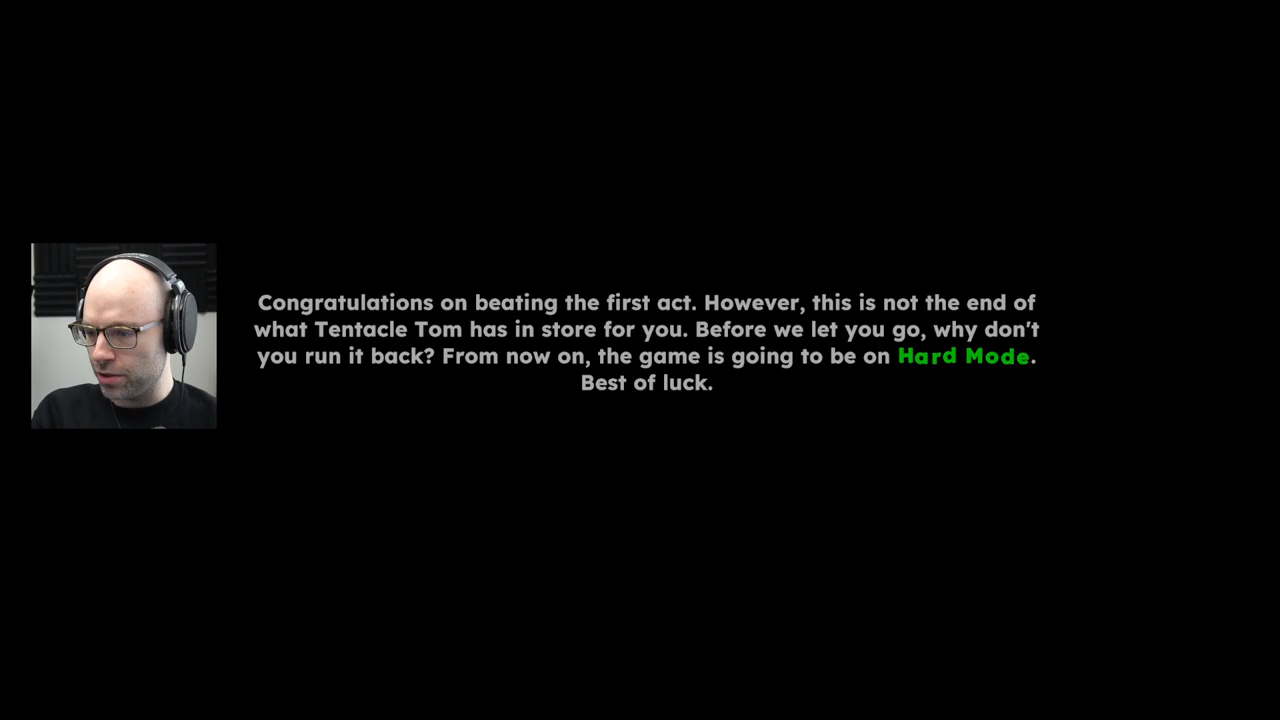 Congratulations on beating the first act. However, this is not the end of
what Tentacle Tom has in store for you. Before we let you go, why don't
you run it back? From now on, the game is going to be on Hard Mode.
Best of luck.